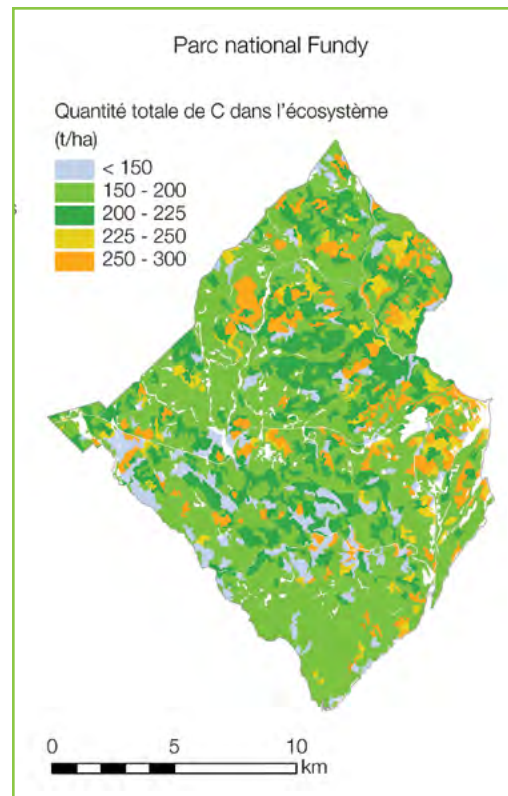 Parc national Fundy
Quantité totale de C dans l'écosystème
(t/ha)
< 150
150 - 200
200 - 225
225 - 250
250 - 300
s
0 5 10
km